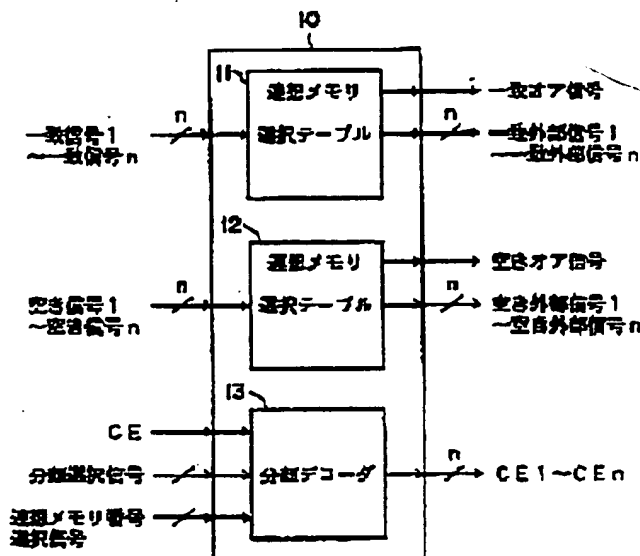 10
11
連想メモリ
選択テーブル
n
一致信号1
〜一致信号n
一致オア信号
n
一致外部信号1
〜一致外部信号n
12
連想メモリ
選択テーブル
n
空き信号1
〜空き信号n
空きオア信号
n
空き外部信号1
〜空き外部信号n
13
分類デコーダ
CE
分類選択信号
連想メモリ番号
選択信号
n
CE1〜CEn